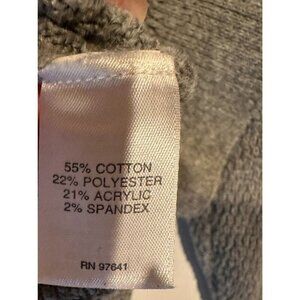 55% COTTON
22% POLYESTER
21% ACRYLIC
2% SPANDEX
RN 97641